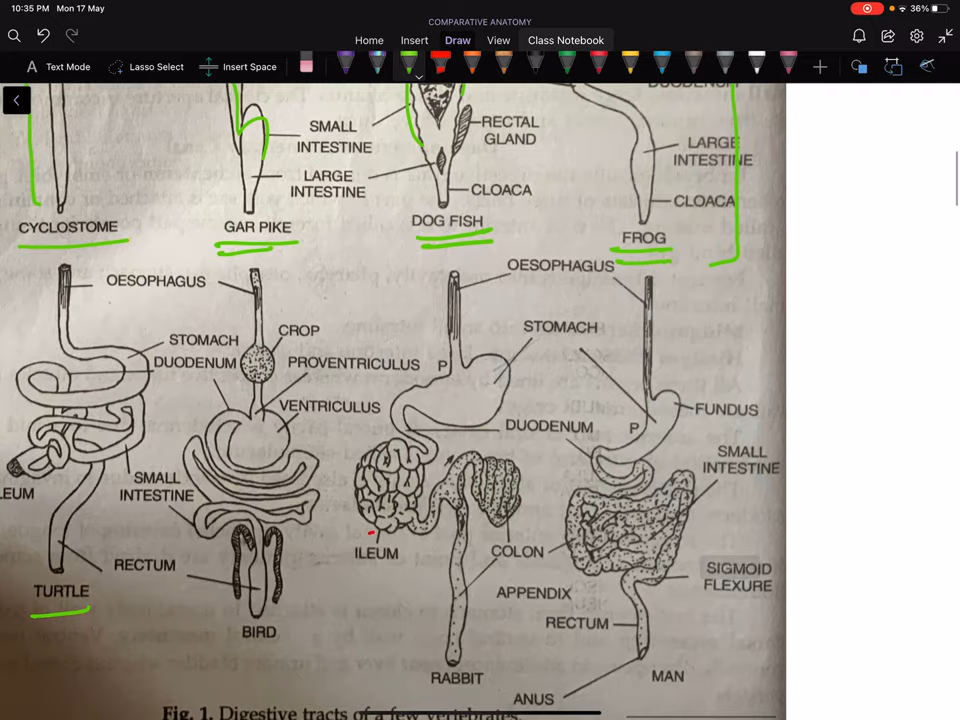 10:35 PM Mon 17 May
36%
COMPARATIVE ANATOMY
Home Insert Draw View Class Notebook
Text Mode Lasso Select Insert Space
SMALL
INTESTINE
LARGE
INTESTINE
RECTAL
GLAND
CLOACA
LARGE
INTESTINE
CLOACA
CYCLOSTOME
GAR PIKE
DOG FISH
FROG
OESOPHAGUS
OESOPHAGUS
STOMACH
DUODENUM
CROP
PROVENTRICULUS
VENTRICULUS
P
STOMACH
DUODENUM
P
FUNDUS
SMALL
INTESTINE
LEUM
SMALL
INTESTINE
ILEUM
COLON
SIGMOID
FLEXURE
RECTUM
APPENDIX
RECTUM
TURTLE
BIRD
RABBIT
ANUS
MAN
Fig. 1. Digestive tracts of a few vertebrates.